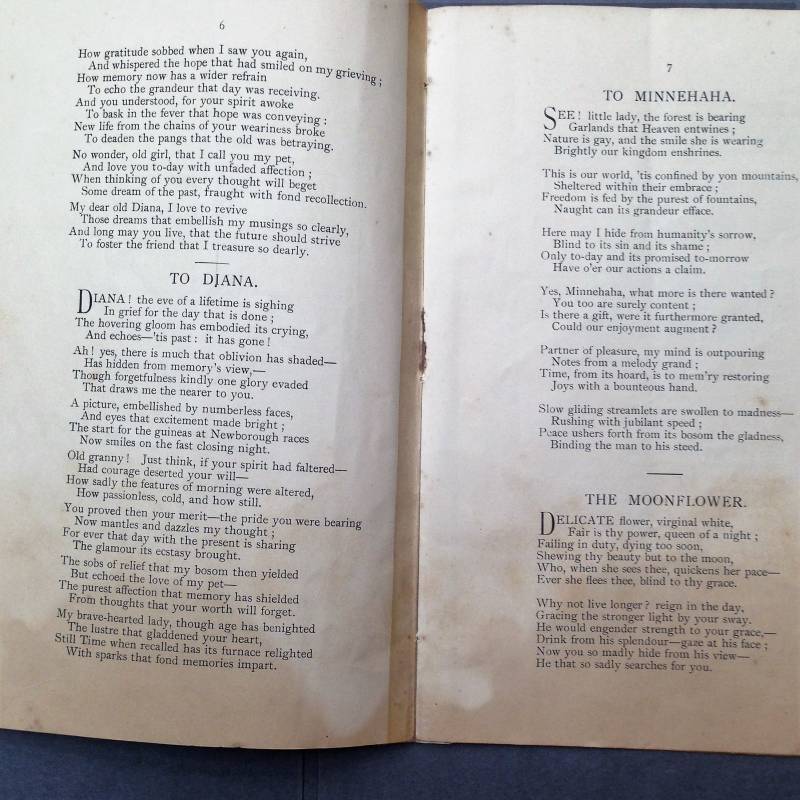 6
How gratitude sobbed when I saw you again,
And whispered the hope that had smiled on my grieving;
How memory now has a wider refrain
To echo the grandeur that day was receiving.
And you understood, for your spirit awoke
To bask in the fever that hope was conveying;
New life from the chains of your weariness broke
To deaden the pangs that the old was betraying.
No wonder, old girl, that I call you my pet,
And love you to-day with unfaded affection;
When thinking of you every thought will beget
Some dream of the past, fraught with fond recollection.
My dear old Diana, I love to revive
Those dreams that embellish my musings so clearly,
And long may you live, that the future should strive
To foster the friend that I treasure so dearly.
TO DIANA.
DIANA! the eve of a lifetime is sighing
In grief for the day that is done;
The hovering gloom has embodied its crying,
And echoes—'tis past: it has gone!
Ah! yes, there is much that oblivion has shaded—
Has hidden from memory's view,—
Though forgetfulness kindly one glory evaded
That draws me the nearer to you.
A picture, embellished by numberless faces,
And eyes that excitement made bright;
The start for the guineas at Newborough races
Now smiles on the fast closing night.
Old granny! Just think, if your spirit had faltered—
Had courage deserted your will—
How sadly the features of morning were altered,
How passionless, cold, and how still.
You proved then your merit—the pride you were bearing
Now mantles and dazzles my thought;
For ever that day with the present is sharing
The glamour its ecstasy brought.
The sobs of relief that my bosom then yielded
But echoed the love of my pet—
The purest affection that memory has shielded
From thoughts that your worth will forget.
My brave-hearted lady, though age has benighted
The lustre that gladdened your heart,
Still Time when recalled has its furnace relighted
With sparks that fond memories impart.
7
TO MINNEHAHA.
SEE! little lady, the forest is bearing
Garlands that Heaven entwines;
Nature is gay, and the smile she is wearing
Brightly our kingdom enshrines.
This is our world, 'tis confined by yon mountains,
Sheltered within their embrace;
Freedom is fed by the purest of fountains,
Naught can its grandeur efface.
Here may I hide from humanity's sorrow,
Blind to its sin and its shame;
Only to-day and its promised to-morrow
Have o'er our actions a claim.
Yes, Minnehaha, what more is there wanted?
You too are surely content;
Is there a gift, were it furthermore granted,
Could our enjoyment augment?
Partner of pleasure, my mind is outpouring
Notes from a melody grand;
Time, from its hoard, is to mem'ry restoring
Joys with a bounteous hand.
Slow gliding streamlets are swollen to madness—
Rushing with jubilant speed;
Peace ushers forth from its bosom the gladness,
Binding the man to his steed.
THE MOONFLOWER.
DELICATE flower, virginal white,
Fair is thy power, queen of a night;
Failing in duty, dying too soon,
Shewing thy beauty but to the moon,
Who, when she sees thee, quickens her pace—
Ever she flees thee, blind to thy grace.
Why not live longer? reign in the day,
Gracing the stronger light by your sway.
He would engender strength to your grace,—
Drink from his splendour—gaze at his face;
Now you so madly hide from his view—
He that so sadly searches for you.